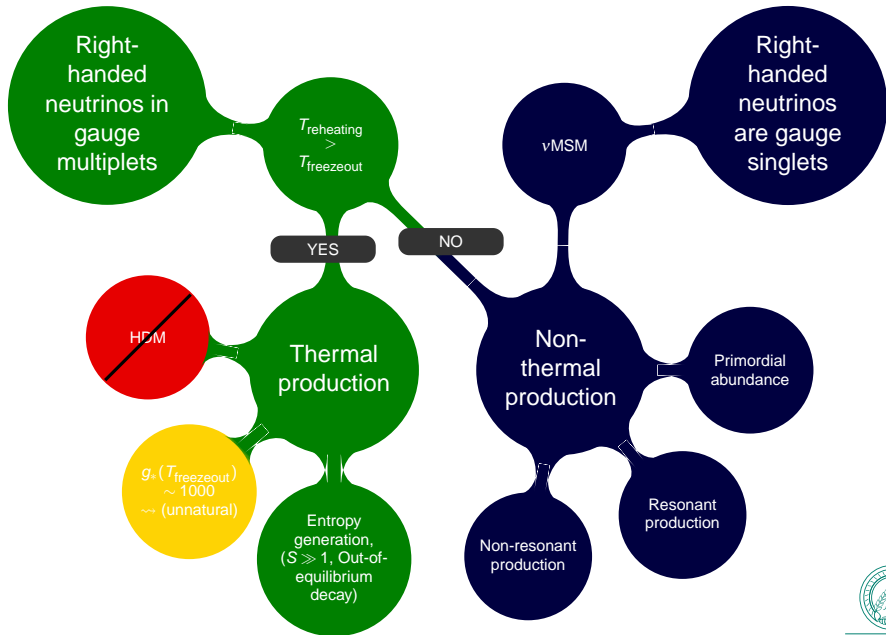 Right-
handed
neutrinos in
gauge
multiplets
T_reheating
>
T_freezeout
νMSM
Right-
handed
neutrinos
are gauge
singlets
YES
NO
HDM
Thermal
production
Non-
thermal
production
Primordial
abundance
g_*(T_freezeout)
∼ 1000
⇝ (unnatural)
Entropy
generation,
(S ≫ 1, Out-of-
equilibrium
decay)
Non-resonant
production
Resonant
production